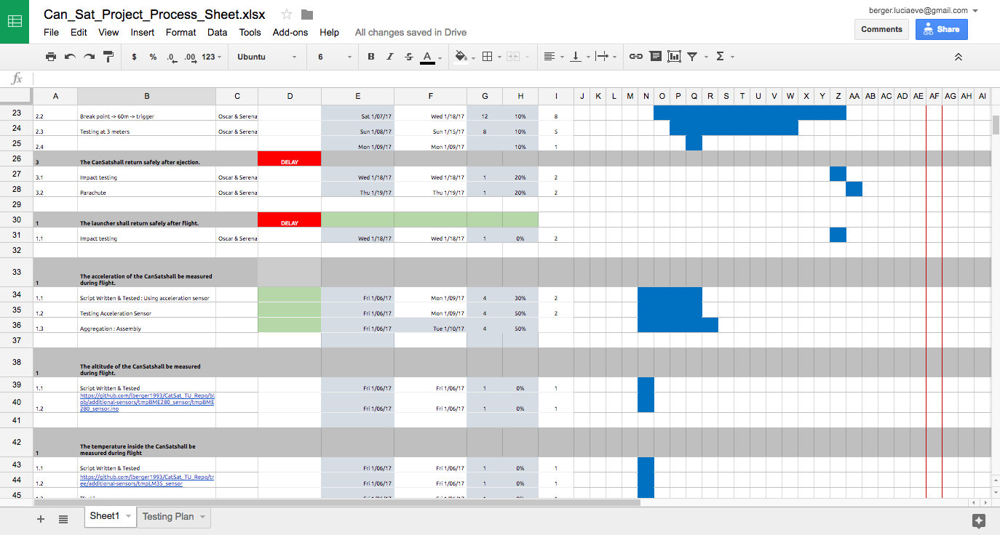 Can_Sat_Project_Process_Sheet.xlsx
berger.luciaeve@gmail.com
File Edit View Insert Format Data Tools Add-ons Help All changes saved in Drive
Comments Share
$ % .0 .00 123 Ubuntu 6 B I S A Σ
fx
A B C D E F G H I J K L M N O P Q R S T U V W X Y Z AA AB AC AD AE AF AG AH AI
23 2.2 Break point -> 60m -> trigger Oscar & Serena Sat 1/07/17 Wed 1/18/17 12 10% 8
24 2.3 Testing at 3 meters Oscar & Serena Sun 1/08/17 Sun 1/15/17 8 10% 5
25 2.4 Mon 1/09/17 Mon 1/09/17 10% 1
26 3 The CanSatshall return safely after ejection. DELAY
27 3.1 Impact testing Oscar & Serena Wed 1/18/17 Wed 1/18/17 1 20% 2
28 3.2 Parachute Oscar & Serena Thu 1/19/17 Thu 1/19/17 1 20% 2
29
30 1 The launcher shall return safely after flight. DELAY
31 1.1 Impact testing Oscar & Serena Wed 1/18/17 Wed 1/18/17 1 0% 2
32
33 The acceleration of the CanSatshall be measured
1 during flight.
34 1.1 Script Written & Tested : Using acceleration sensor Fri 1/06/17 Mon 1/09/17 4 30% 2
35 1.2 Testing Acceleration Sensor Fri 1/06/17 Mon 1/09/17 4 50% 2
36 1.3 Aggregation : Assembly Fri 1/06/17 Tue 1/10/17 4 50%
37
38 The altitude of the CanSatshall be measured
1 during flight.
39 1.1 Script Written & Tested Fri 1/06/17 Fri 1/06/17 1 0% 1
https://github.com/lberger1993/CatSat_TU_Repo/bl
40 ob/additional-sensors/tmpBME280_sensor/tmpBME
1.2 280_sensor.ino Fri 1/06/17 Fri 1/06/17 1 0% 1
41
42 The temperature inside the CanSatshall be
1 measured during flight
43 1.1 Script Written & Tested Fri 1/06/17 Fri 1/06/17 1 0% 1
https://github.com/lberger1993/CatSat_TU_Repo/tr
44 1.2 ee/additional-sensors/tmpLM35_sensor Fri 1/06/17 Fri 1/06/17 1 0% 1
45
Sheet1 Testing Plan